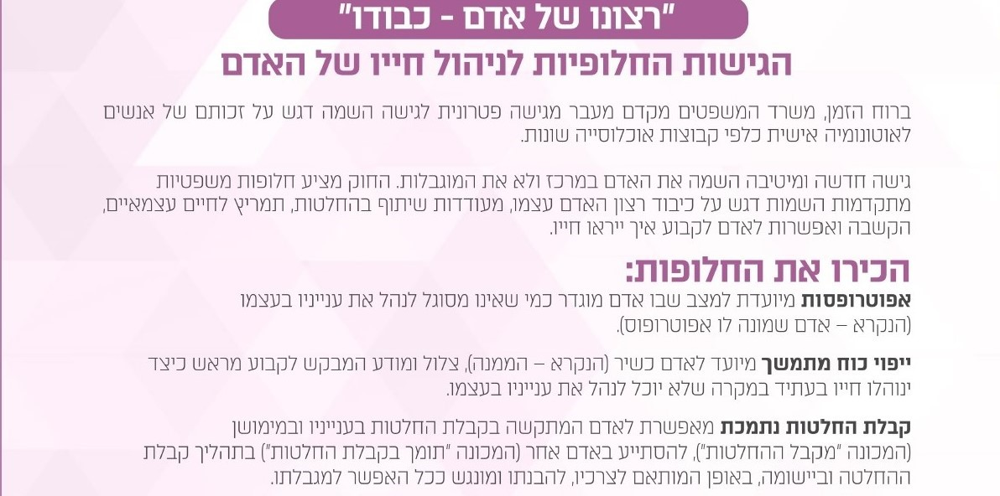 "רצונו של אדם - כבודו"
הגישות החלופיות לניהול חייו של האדם
ברוח הזמן, משרד המשפטים מקדם מעבר מגישה פטרונית לגישה השמה דגש על זכותם של אנשים
לאוטונומיה אישית כלפי קבוצות אוכלוסייה שונות.
גישה חדשה ומיטיבה השמה את האדם במרכז ולא את המוגבלות. החוק מציע חלופות משפטיות
מתקדמות השמות דגש על כיבוד רצון האדם עצמו, מעודדות שיתוף בהחלטות, תמריץ לחיים עצמאיים,
הקשבה ואפשרות לאדם לקבוע איך ייראו חייו.
הכירו את החלופות:
אפוטרופסות מיועדת למצב שבו אדם מוגדר כמי שאינו מסוגל לנהל את ענייניו בעצמו
(הנקרא – אדם שמונה לו אפוטרופוס).
ייפוי כוח מתמשך מיועד לאדם כשיר (הנקרא – הממנה), צלול ומודע המבקש לקבוע מראש כיצד
ינוהלו חייו בעתיד במקרה שלא יוכל לנהל את ענייניו בעצמו.
קבלת החלטות נתמכת מאפשרת לאדם המתקשה בקבלת החלטות בענייניו ובמימושן
(המכונה "מקבל ההחלטות"), להסתייע באדם אחר (המכונה "תומך בקבלת החלטות") בתהליך קבלת
ההחלטה וביישומה, באופן המותאם לצרכיו, להבנתו ומונגש ככל האפשר למגבלתו.